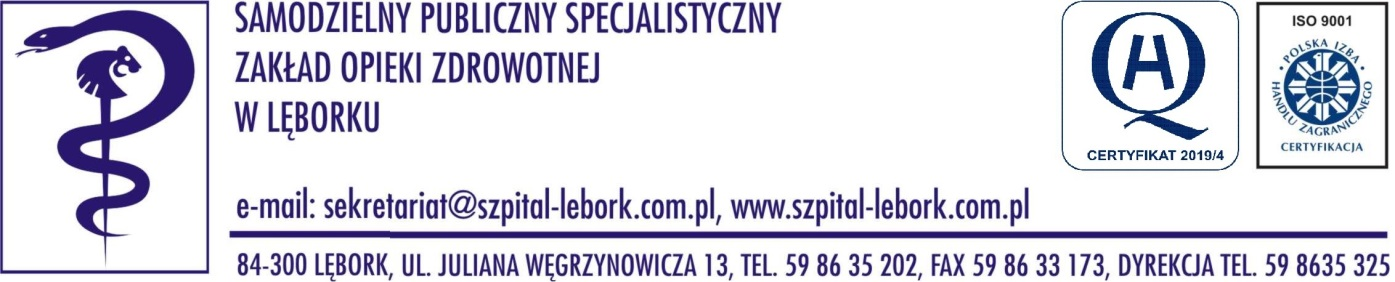 SAMODZIELNY PUBLICZNY SPECJALISTYCZNY
ZAKŁAD OPIEKI ZDROWOTNEJ
W LĘBORKU
e-mail: sekretariat@szpital-lebork.com.pl, www.szpital-lebork.com.pl
84-300 LĘBORK, UL. JULIANA WĘGRZYNOWICZA 13, TEL. 59 86 35 202, FAX 59 86 33 173, DYREKCJA TEL. 59 8635 325
HQ
CERTYFIKAT 2019/4
ISO 9001
POLSKA IZBA
HANDLU ZAGRANICZNEGO
CERTYFIKACJA